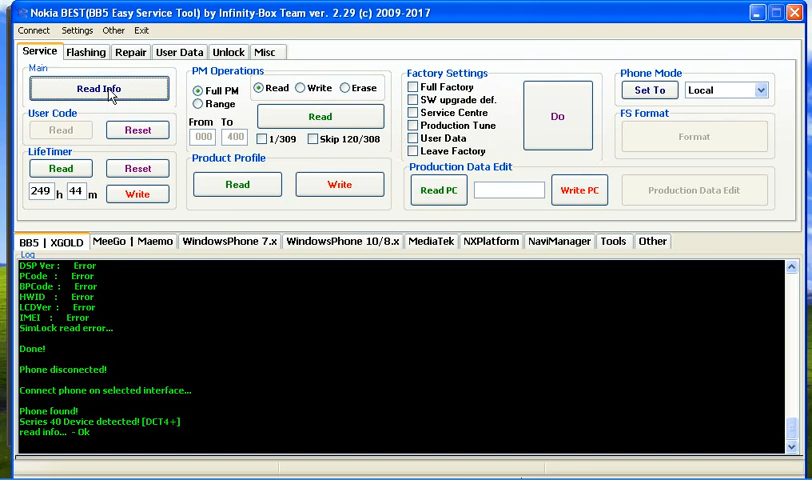 Nokia BEST(BB5 Easy Service Tool) by Infinity-Box Team ver. 2.29 (c) 2009-2017
Connect Settings Other Exit
Service Flashing Repair User Data Unlock Misc
Main
Read Info
User Code
Read Reset
LifeTimer
Read Reset
249 h 44 m Write
PM Operations
Full PM
Range
Read Write Erase
Read
From To
000 400 1/309 Skip 120/308
Product Profile
Read Write
Factory Settings
Full Factory
SW upgrade def.
Service Centre
Production Tune
User Data
Leave Factory
Do
Production Data Edit
Read PC Write PC
Phone Mode
Set To Local
FS Format
Format
Production Data Edit
BB5 | XGOLD MeeGo | Maemo WindowsPhone 7.x WindowsPhone 10/8.x MediaTek NXPlatform NaviManager Tools Other
Log
DSP Ver : Error
PCode : Error
BPCode : Error
HWID : Error
LCDVer : Error
IMEI : Error
SimLock read error...
Done!
Phone disconected!
Connect phone on selected interface...
Phone found!
Series 40 Device detected! [DCT4+]
read info... - Ok